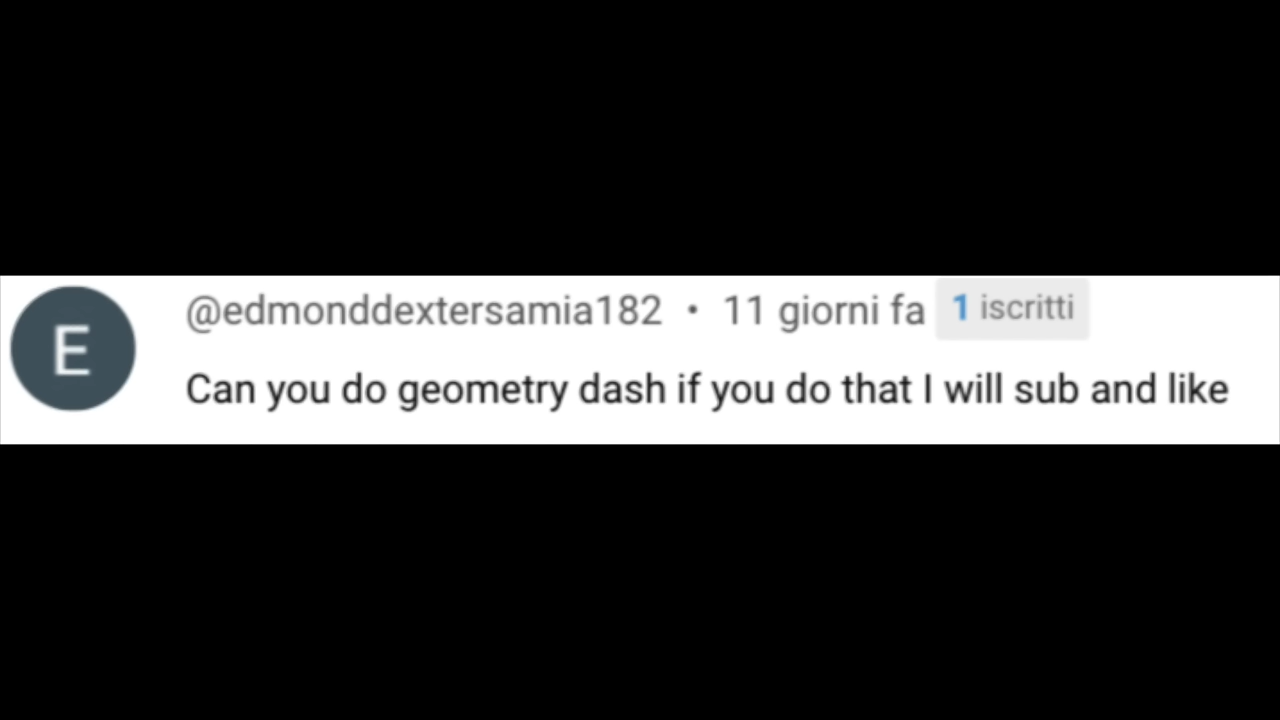 E
@edmonddextersamia182 • 11 giorni fa 1 iscritti
Can you do geometry dash if you do that I will sub and like